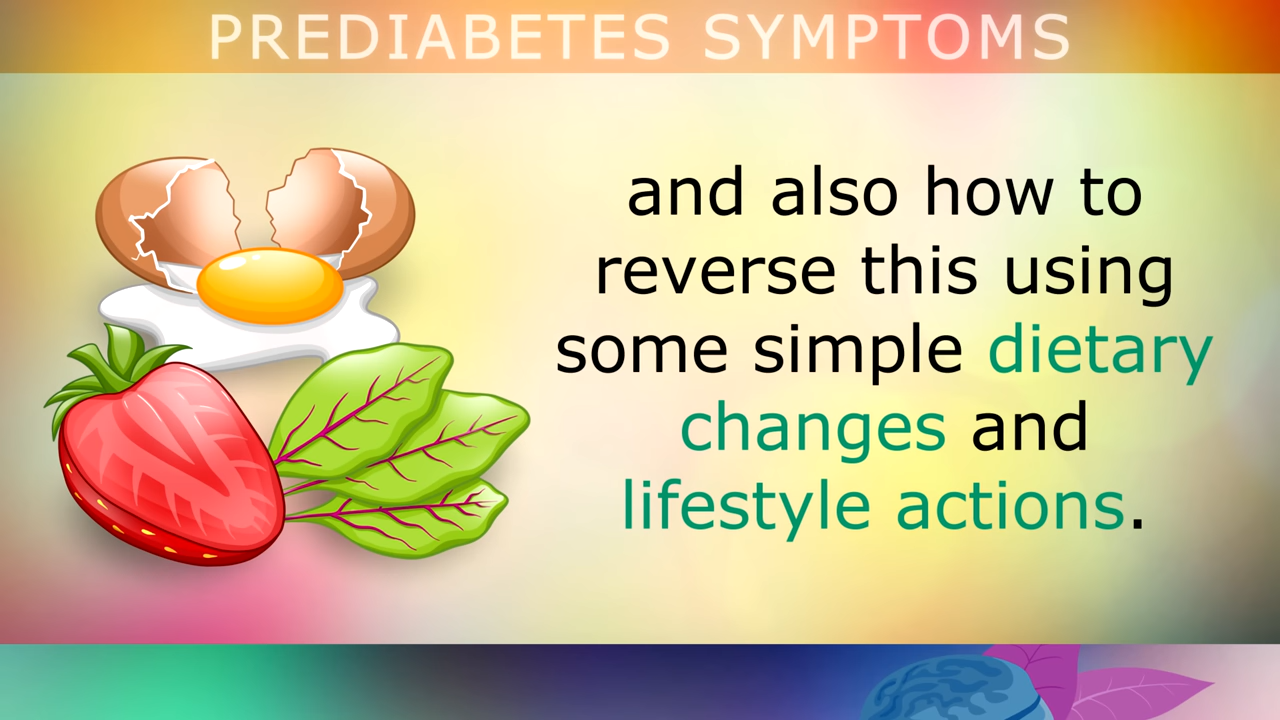 PREDIABETES SYMPTOMS
and also how to
reverse this using
some simple dietary
changes and
lifestyle actions.